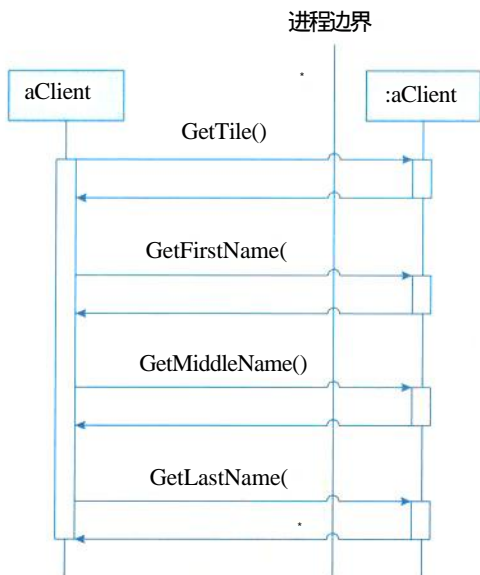 进程边界
aClient
:aClient
GetTile()
GetFirstName(
GetMiddleName()
GetLastName(